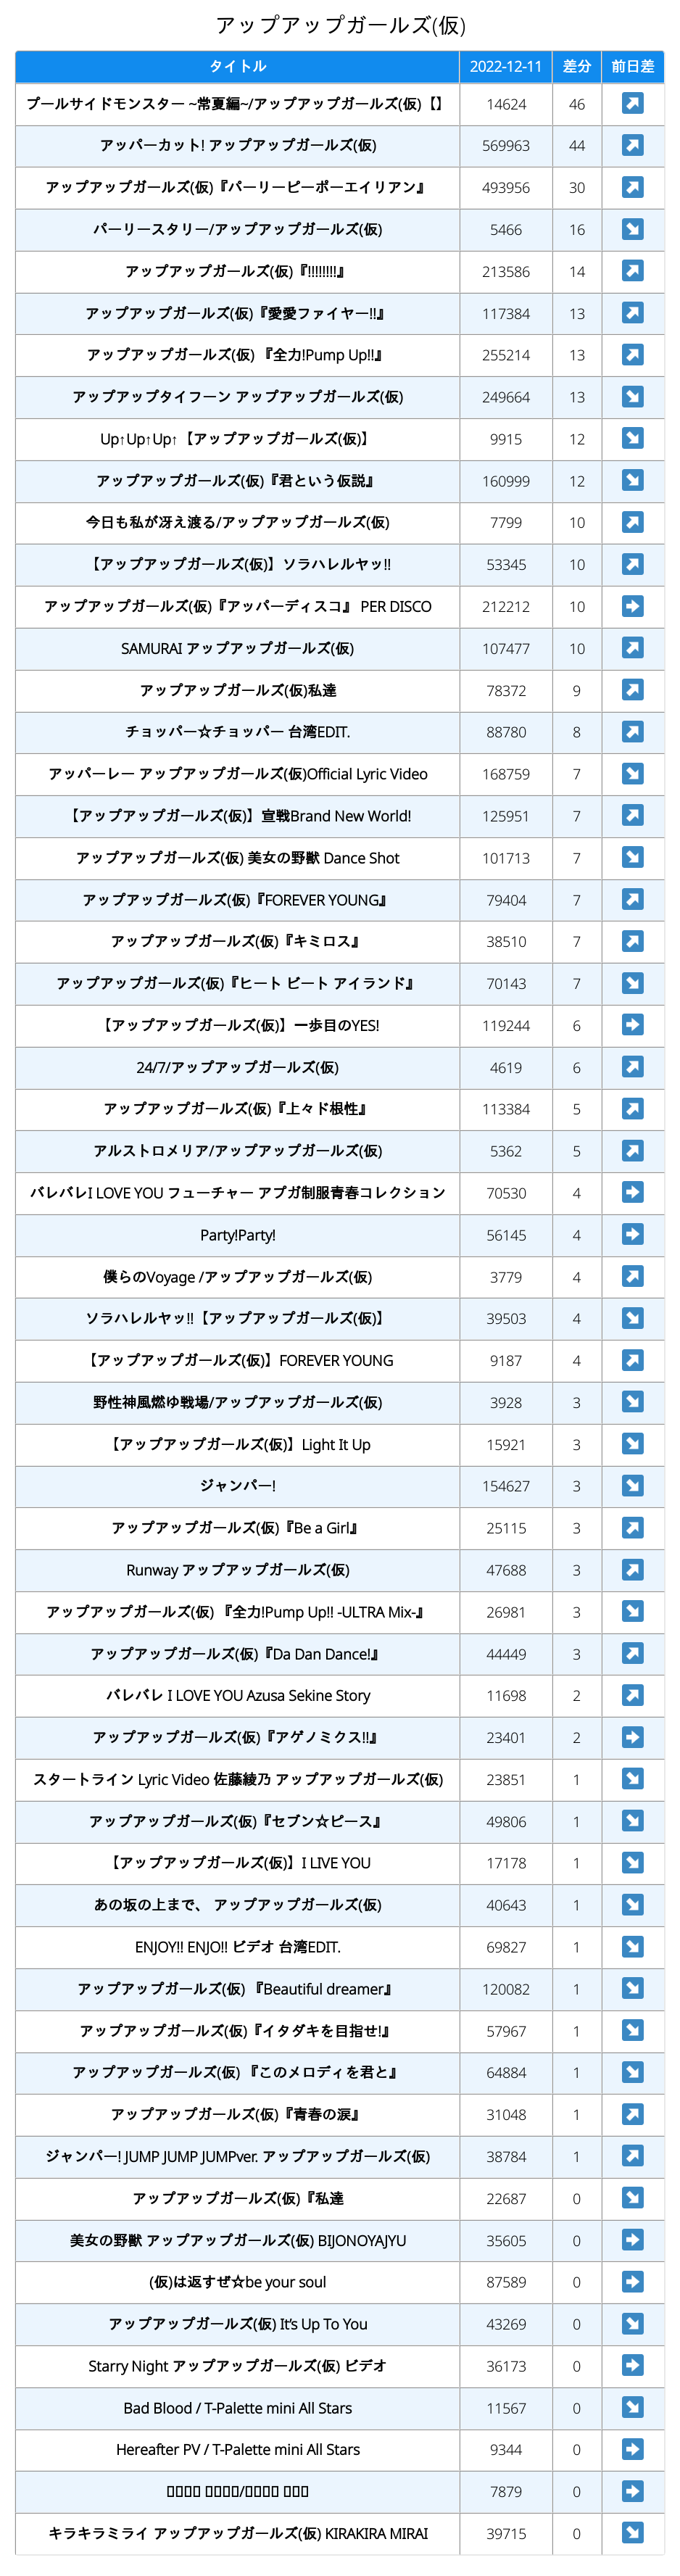 アップアップガールズ(仮)
タイトル 2022-12-11 差分 前日差
プールサイドモンスター ~常夏編~/アップアップガールズ(仮)【】 14624 46 ↗
アッパーカット! アップアップガールズ(仮) 569963 44 ↗
アップアップガールズ(仮)『パーリーピーポーエイリアン』 493956 30 ↗
パーリースタリー/アップアップガールズ(仮) 5466 16 ↘
アップアップガールズ(仮)『!!!!!!!!』 213586 14 ↗
アップアップガールズ(仮)『愛愛ファイヤー!!』 117384 13 ↗
アップアップガールズ(仮) 『全力!Pump Up!!』 255214 13 ↗
アップアップタイフーン アップアップガールズ(仮) 249664 13 ↘
Up↑Up↑Up↑【アップアップガールズ(仮)】 9915 12 ↘
アップアップガールズ(仮)『君という仮説』 160999 12 ↘
今日も私が冴え渡る/アップアップガールズ(仮) 7799 10 ↗
【アップアップガールズ(仮)】ソラハレルヤッ!! 53345 10 ↗
アップアップガールズ(仮)『アッパーディスコ』 PER DISCO 212212 10 ➡
SAMURAI アップアップガールズ(仮) 107477 10 ↗
アップアップガールズ(仮)私達 78372 9 ↗
チョッパー☆チョッパー 台湾EDIT. 88780 8 ↗
アッパーレー アップアップガールズ(仮)Official Lyric Video 168759 7 ↘
【アップアップガールズ(仮)】宣戦Brand New World! 125951 7 ↗
アップアップガールズ(仮) 美女の野獣 Dance Shot 101713 7 ↘
アップアップガールズ(仮)『FOREVER YOUNG』 79404 7 ↗
アップアップガールズ(仮)『キミロス』 38510 7 ↗
アップアップガールズ(仮)『ヒート ビート アイランド』 70143 7 ↘
【アップアップガールズ(仮)】一歩目のYES! 119244 6 ➡
24/7/アップアップガールズ(仮) 4619 6 ↗
アップアップガールズ(仮)『上々ド根性』 113384 5 ↗
アルストロメリア/アップアップガールズ(仮) 5362 5 ↗
バレバレI LOVE YOU フューチャー アプガ制服青春コレクション 70530 4 ➡
Party!Party! 56145 4 ➡
僕らのVoyage /アップアップガールズ(仮) 3779 4 ↗
ソラハレルヤッ!!【アップアップガールズ(仮)】 39503 4 ↘
【アップアップガールズ(仮)】FOREVER YOUNG 9187 4 ↗
野性神風燃ゆ戦場/アップアップガールズ(仮) 3928 3 ↘
【アップアップガールズ(仮)】Light It Up 15921 3 ↘
ジャンパー! 154627 3 ↘
アップアップガールズ(仮)『Be a Girl』 25115 3 ↗
Runway アップアップガールズ(仮) 47688 3 ↗
アップアップガールズ(仮) 『全力!Pump Up!! -ULTRA Mix-』 26981 3 ↘
アップアップガールズ(仮)『Da Dan Dance!』 44449 3 ↗
バレバレ I LOVE YOU Azusa Sekine Story 11698 2 ↗
アップアップガールズ(仮)『アゲノミクス!!』 23401 2 ➡
スタートライン Lyric Video 佐藤綾乃 アップアップガールズ(仮) 23851 1 ↘
アップアップガールズ(仮)『セブン☆ピース』 49806 1 ↘
【アップアップガールズ(仮)】I LIVE YOU 17178 1 ↘
あの坂の上まで、 アップアップガールズ(仮) 40643 1 ↘
ENJOY!! ENJO!! ビデオ 台湾EDIT. 69827 1 ↘
アップアップガールズ(仮) 『Beautiful dreamer』 120082 1 ↘
アップアップガールズ(仮)『イタダキを目指せ!』 57967 1 ↘
アップアップガールズ(仮) 『このメロディを君と』 64884 1 ↘
アップアップガールズ(仮)『青春の涙』 31048 1 ↗
ジャンパー! JUMP JUMP JUMPver. アップアップガールズ(仮) 38784 1 ↗
アップアップガールズ(仮)『私達 22687 0 ↘
美女の野獣 アップアップガールズ(仮) BIJONOYAJYU 35605 0 ➡
(仮)は返すぜ☆be your soul 87589 0 ➡
アップアップガールズ(仮) It's Up To You 43269 0 ↘
Starry Night アップアップガールズ(仮) ビデオ 36173 0 ➡
Bad Blood / T-Palette mini All Stars 11567 0 ↘
Hereafter PV / T-Palette mini All Stars 9344 0 ➡
▯▯▯▯ ▯▯▯▯/▯▯▯▯ ▯▯▯ 7879 0 ➡
キラキラミライ アップアップガールズ(仮) KIRAKIRA MIRAI 39715 0 ↘